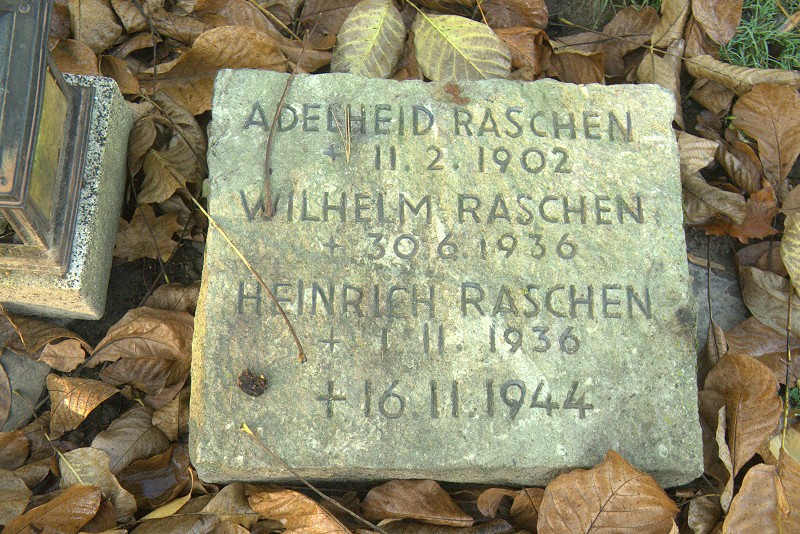 ADELHEID RASCHEN
+ 11.2.1902
WILHELM RASCHEN
+ 30.6.1936
HEINRICH RASCHEN
+ 1.11.1936
+ 16.11.1944